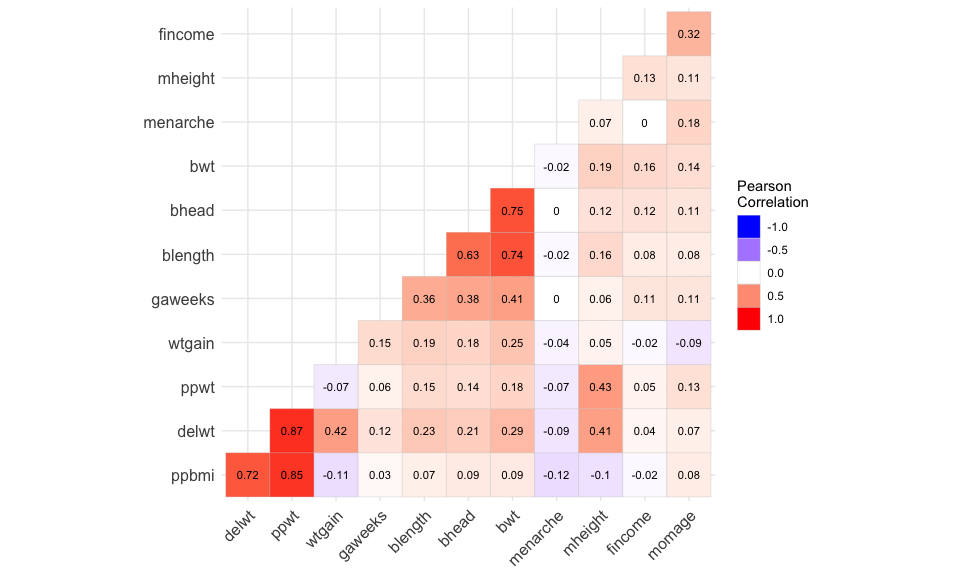 fincome 0.32
mheight 0.13 0.11
menarche 0.07 0 0.18
bwt -0.02 0.19 0.16 0.14
bhead 0.75 0 0.12 0.12 0.11
blength 0.63 0.74 -0.02 0.16 0.08 0.08
gaweeks 0.36 0.38 0.41 0 0.06 0.11 0.11
wtgain 0.15 0.19 0.18 0.25 -0.04 0.05 -0.02 -0.09
ppwt -0.07 0.06 0.15 0.14 0.18 -0.07 0.43 0.05 0.13
delwt 0.87 0.42 0.12 0.23 0.21 0.29 -0.09 0.41 0.04 0.07
ppbmi 0.72 0.85 -0.11 0.03 0.07 0.09 0.09 -0.12 -0.1 -0.02 0.08
delwt ppwt wtgain gaweeks blength bhead bwt menarche mheight fincome momage
Pearson
Correlation
-1.0
-0.5
0.0
0.5
1.0